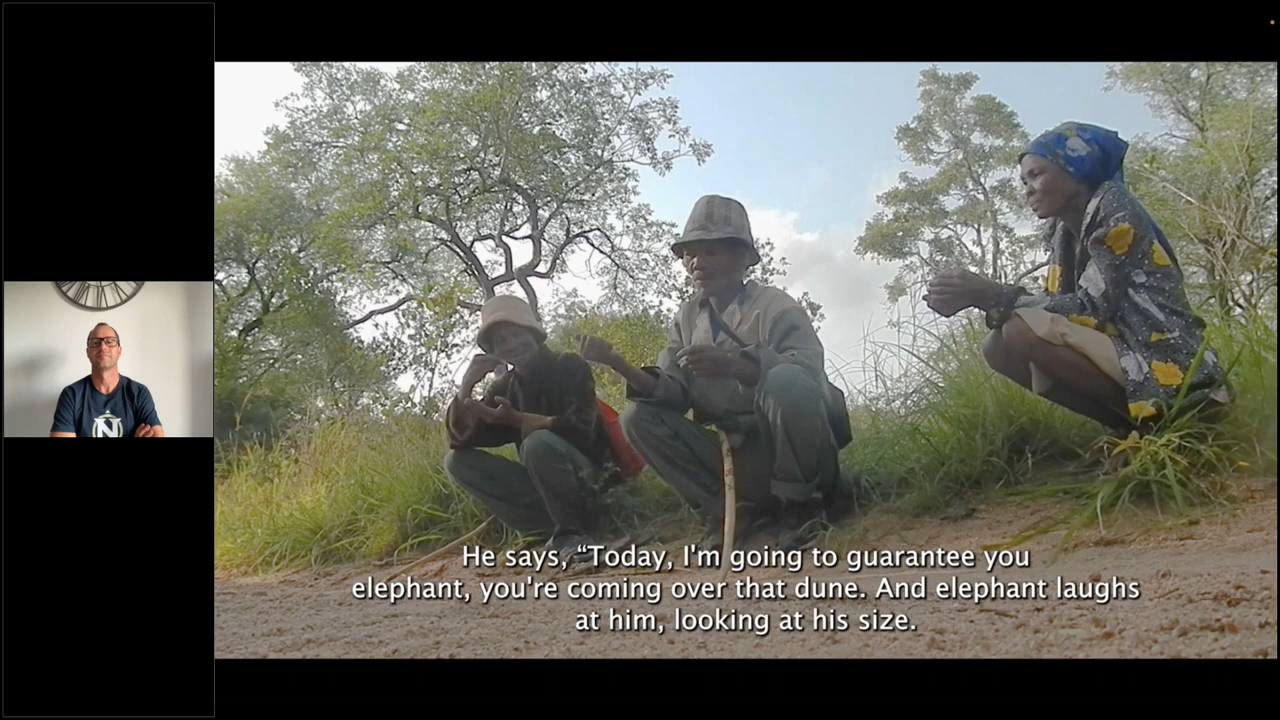 N
He says, “Today, I'm going to guarantee you
elephant, you're coming over that dune. And elephant laughs
at him, looking at his size.